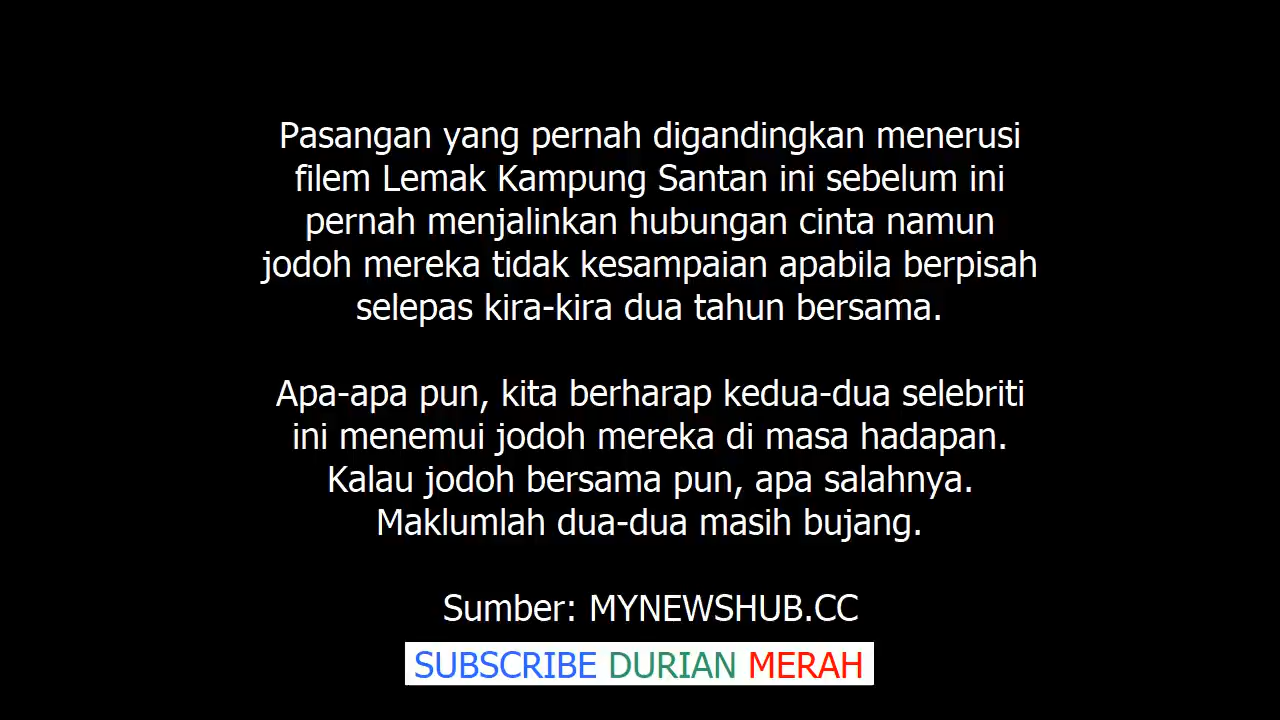 Pasangan yang pernah digandingkan menerusi
filem Lemak Kampung Santan ini sebelum ini
pernah menjalinkan hubungan cinta namun
jodoh mereka tidak kesampaian apabila berpisah
selepas kira-kira dua tahun bersama.
Apa-apa pun, kita berharap kedua-dua selebriti
ini menemui jodoh mereka di masa hadapan.
Kalau jodoh bersama pun, apa salahnya.
Maklumlah dua-dua masih bujang.
Sumber: MYNEWSHUB.CC
SUBSCRIBE DURIAN MERAH